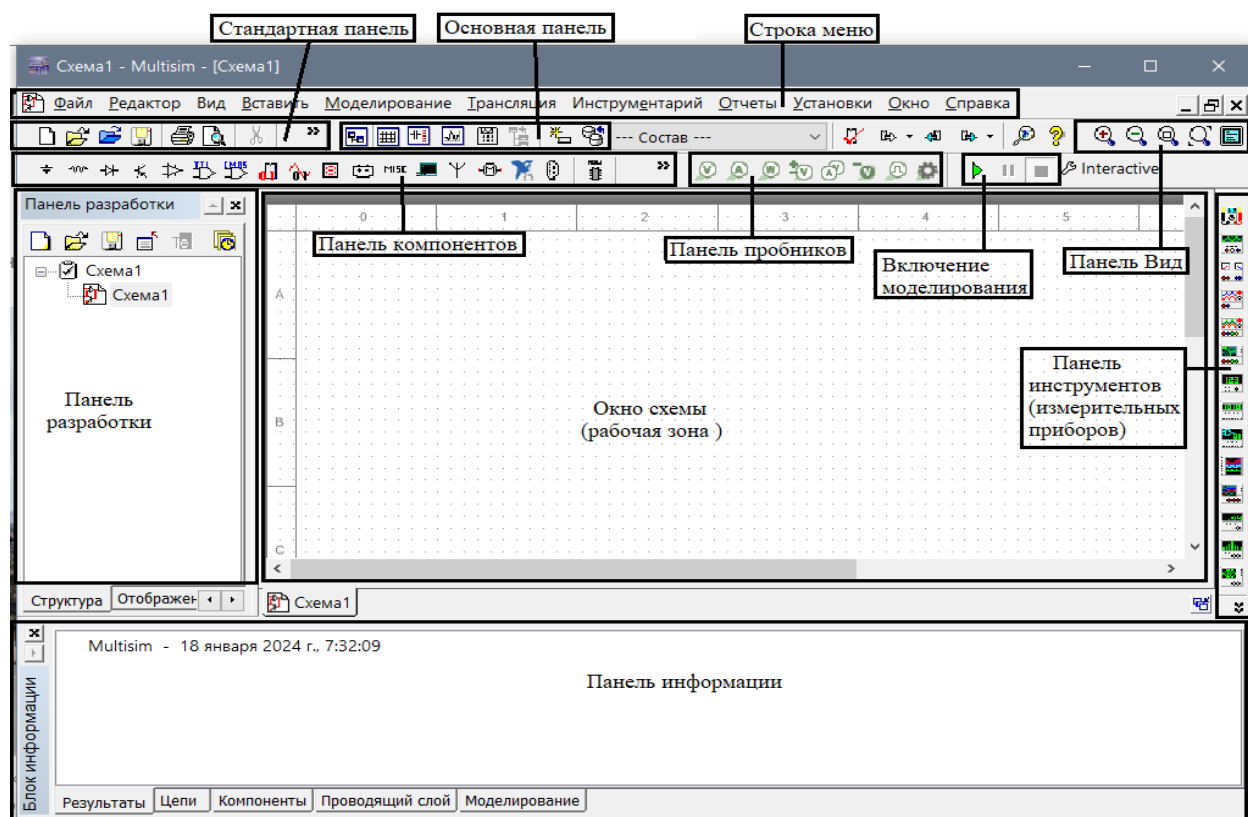 Стандартная панель
Основная панель
Строка меню
Схема1 - Multisim - [Схема1]
Файл Редактор Вид Вставить Моделирование Трансляция Инструментарий Отчеты Установки Окно Справка
--- Состав ---
TTL CMOS MISC
V A W V A V
Interactive
Панель разработки
0 1 2 3 4 5
Панель компонентов
Панель пробников
Включение
моделирования
Панель Вид
Схема1
Схема1
A
Панель
разработки
B
Окно схемы
(рабочая зона )
Панель
инструментов
(измерительных
приборов)
C
Структура Отображен
Схема1
Multisim - 18 января 2024 г., 7:32:09
Панель информации
Блок информации
Результаты Цепи Компоненты Проводящий слой Моделирование